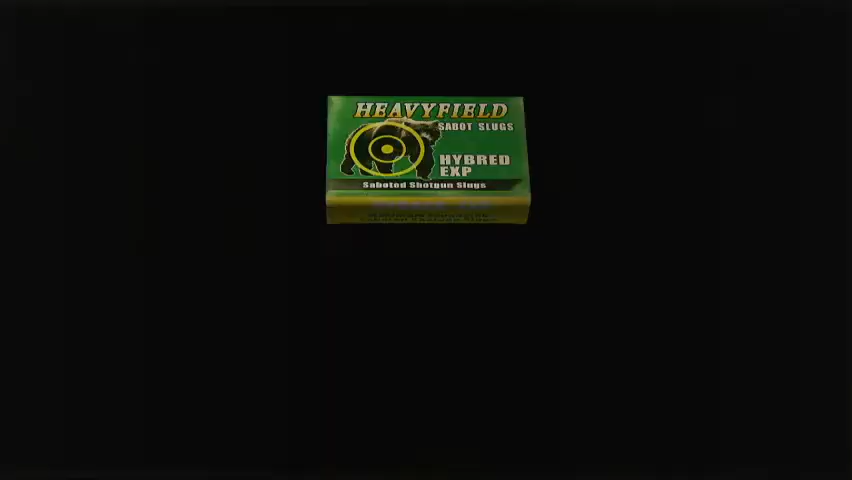 HEAVYFIELD
SABOT SLUGS
HYBRED
EXP
Saboted Shotgun Slugs